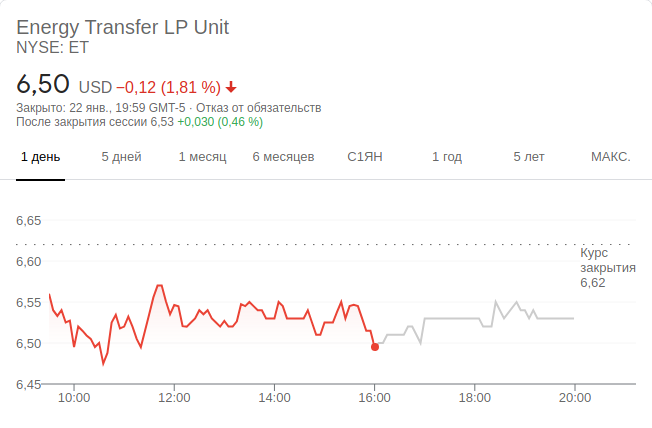 Energy Transfer LP Unit
NYSE: ET
6,50 USD −0,12 (1,81 %)
Закрыто: 22 янв., 19:59 GMT-5 · Отказ от обязательств
После закрытия сессии 6,53 +0,030 (0,46 %)
1 день 5 дней 1 месяц 6 месяцев С1ЯН 1 год 5 лет МАКС.
6,65
Курс
закрытия
6,62
6,60
6,55
6,50
6,45
10:00 12:00 14:00 16:00 18:00 20:00